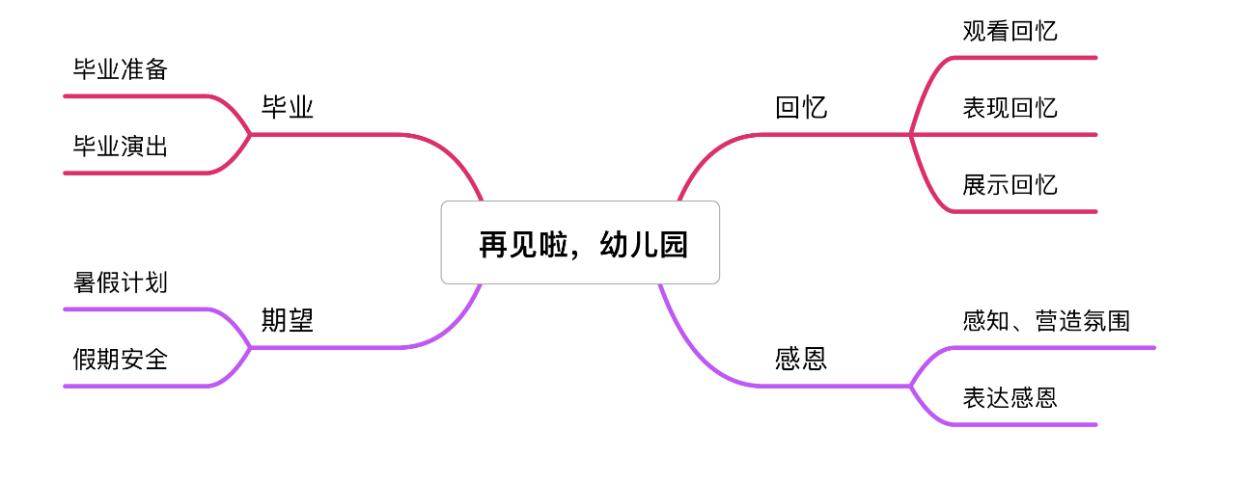 再见啦，幼儿园
回忆
观看回忆
表现回忆
展示回忆
感恩
感知、营造氛围
表达感恩
毕业
毕业准备
毕业演出
期望
暑假计划
假期安全